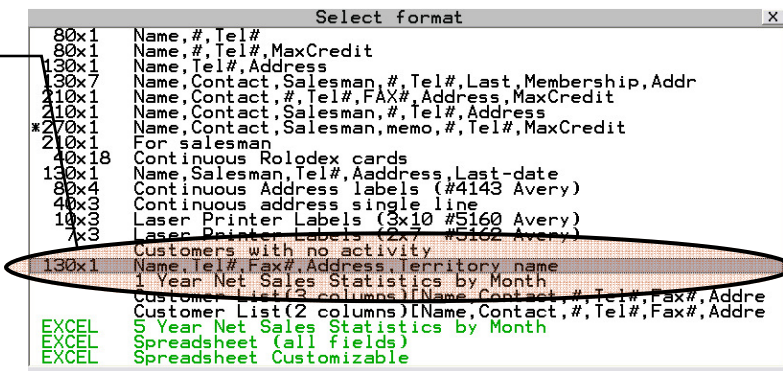 Select format x
80x1 Name,#,Tel#
80x1 Name,#,Tel#,MaxCredit
130x1 Name,Tel#,Address
130x7 Name,Contact,Salesman,#,Tel#,Last,Membership,Addr
210x1 Name,Contact,#,Tel#,FAX#,Address,MaxCredit
210x1 Name,Contact,Salesman,#,Tel#,Address
*270x1 Name,Contact,Salesman,memo,#,Tel#,MaxCredit
210x1 For salesman
40x18 Continuous Rolodex cards
130x1 Name,Salesman,Tel#,Aaddress,Last-date
80x4 Continuous Address labels (#4143 Avery)
40x3 Continuous address single line
10x3 Laser Printer Labels (3x10 #5160 Avery)
7x3 Laser Printer Labels (2x7 #5162 Avery)
Customers with no activity
130x1 Name,Tel#,Fax#,Address,Territory name
1 Year Net Sales Statistics by Month
Customer List(3 columns)[Name,Contact,#,Tel#,Fax#,Addre
Customer List(2 columns)[Name,Contact,#,Tel#,Fax#,Addre
EXCEL 5 Year Net Sales Statistics by Month
EXCEL Spreadsheet (all fields)
EXCEL Spreadsheet Customizable